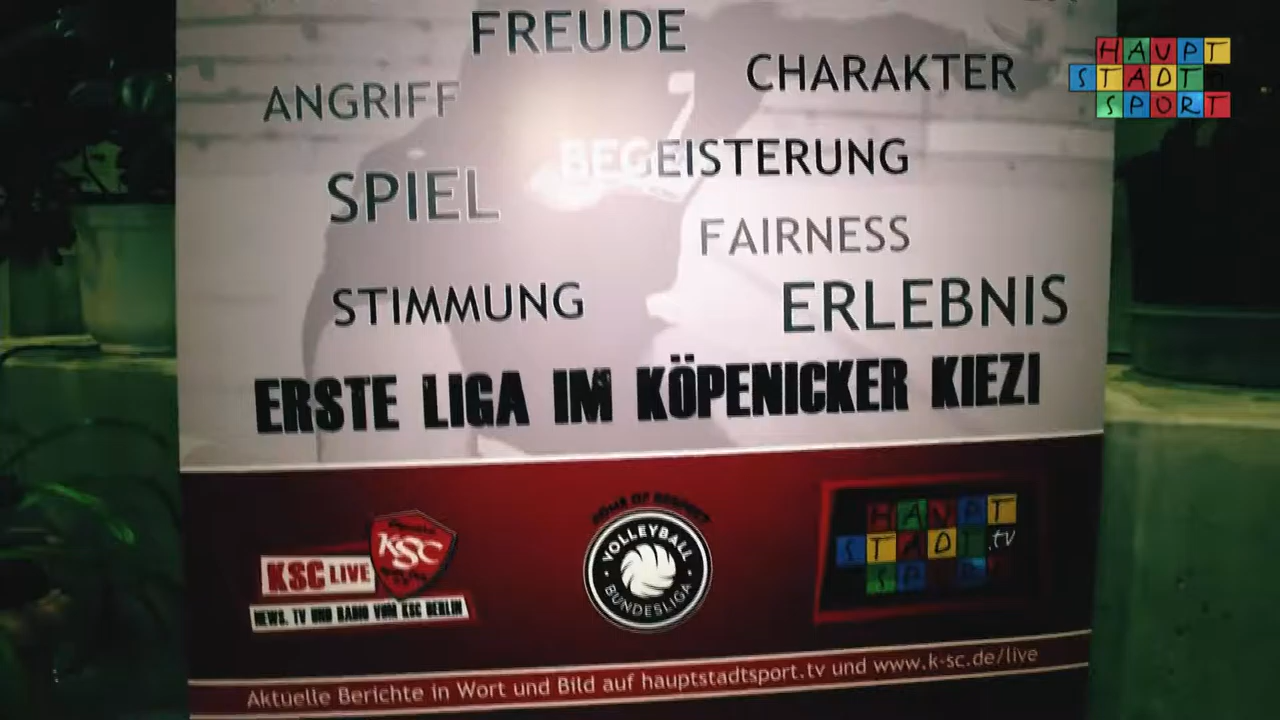 FREUDE
HAUPT
STADT
SPORT
CHARAKTER
ANGRIFF
BEGEISTERUNG
SPIEL
FAIRNESS
STIMMUNG
ERLEBNIS
ERSTE LIGA IM KÖPENICKER KIEZ!
HOME OF RESPECT
VOLLEYBALL
BUNDESLIGA
KSC
KSC LIVE
NEWS, TV UND RADIO VOM KSC BERLIN
HAUPT
STADT.tv
SPORT
Aktuelle Berichte in Wort und Bild auf hauptstadtsport.tv und www.k-sc.de/live